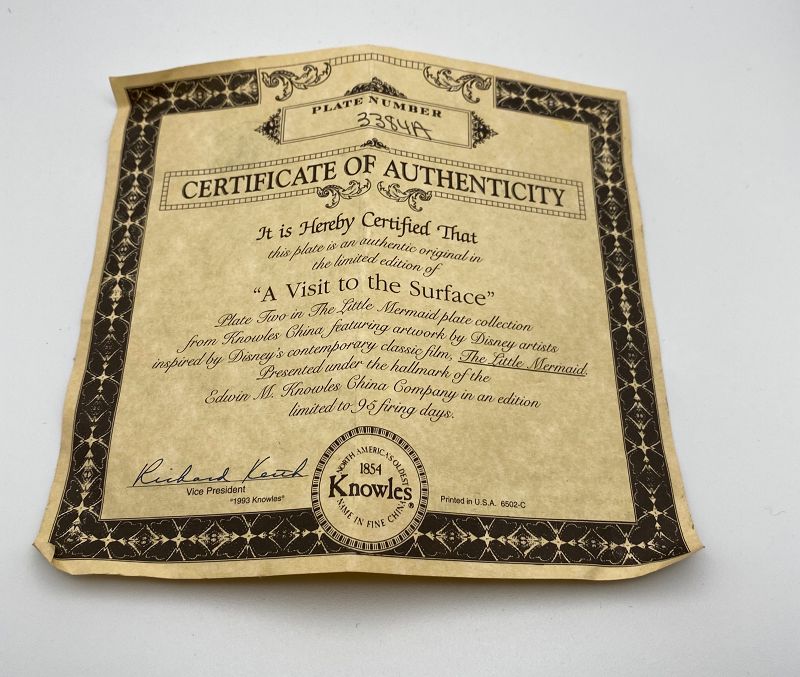 PLATE NUMBER
3384A
CERTIFICATE OF AUTHENTICITY
It is Hereby Certified That
this plate is an authentic original in
the limited edition of
“A Visit to the Surface”
Plate Two in The Little Mermaid plate collection
from Knowles China, featuring artwork by Disney artists
inspired by Disney's contemporary classic film, The Little Mermaid.
Presented under the hallmark of the
Edwin M. Knowles China Company in an edition
limited to 95 firing days.
Richard Keith
Vice President
"1993 Knowles"
NORTH AMERICA'S OLDEST
1854
Knowles®
NAME IN FINE CHINA
Printed in U.S.A. 6502-C